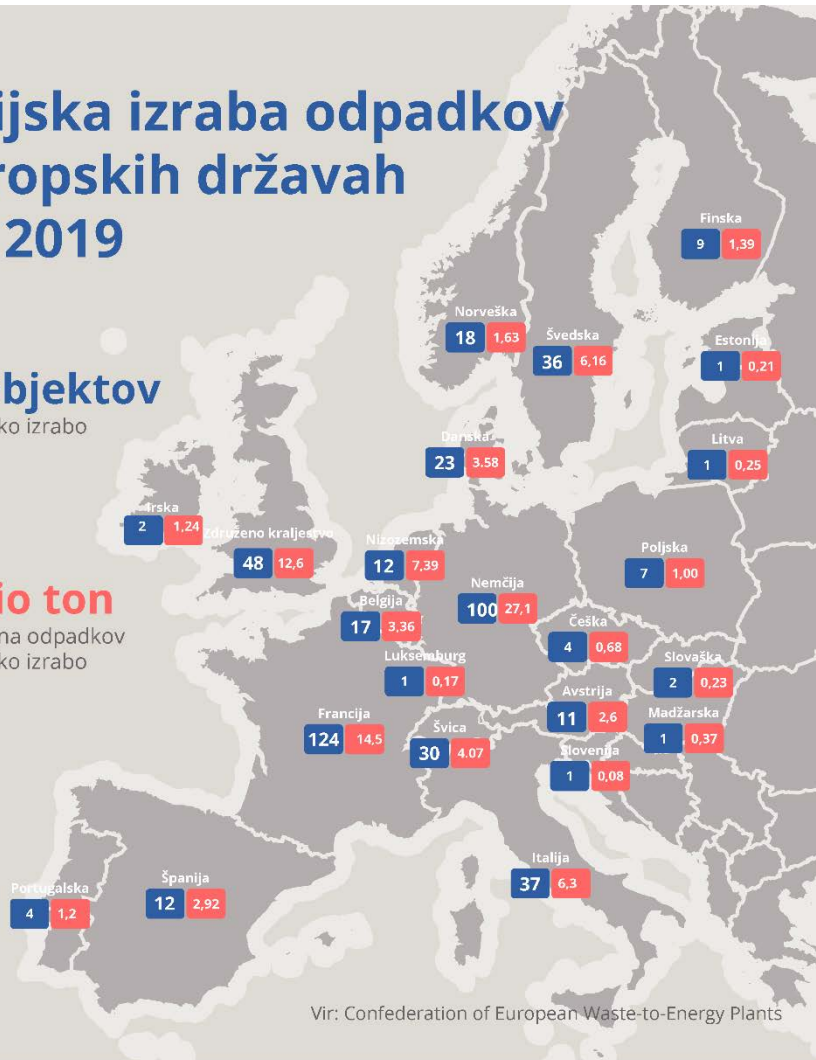 ijska izraba odpadkov
ropskih državah
2019
bjektov
ko izrabo
io ton
na odpadkov
ko izrabo
Finska
9 1,39
Norveška
18 1,63
Švedska
36 6,16
Estonija
1 0,21
Danska
23 3.58
Litva
1 0,25
Irska
2 1,24
Združeno kraljestvo
48 12,6
Nizozemska
12 7,39
Nemčija
100 27,1
Poljska
7 1,00
Belgija
17 3,36
Češka
4 0,68
Luksemburg
1 0,17
Slovaška
2 0,23
Avstrija
11 2,6
Madžarska
1 0,37
Francija
124 14,5
Švica
30 4.07
Slovenija
1 0,08
Italija
37 6,3
Španija
12 2,92
Portugalska
4 1,2
Vir: Confederation of European Waste-to-Energy Plants